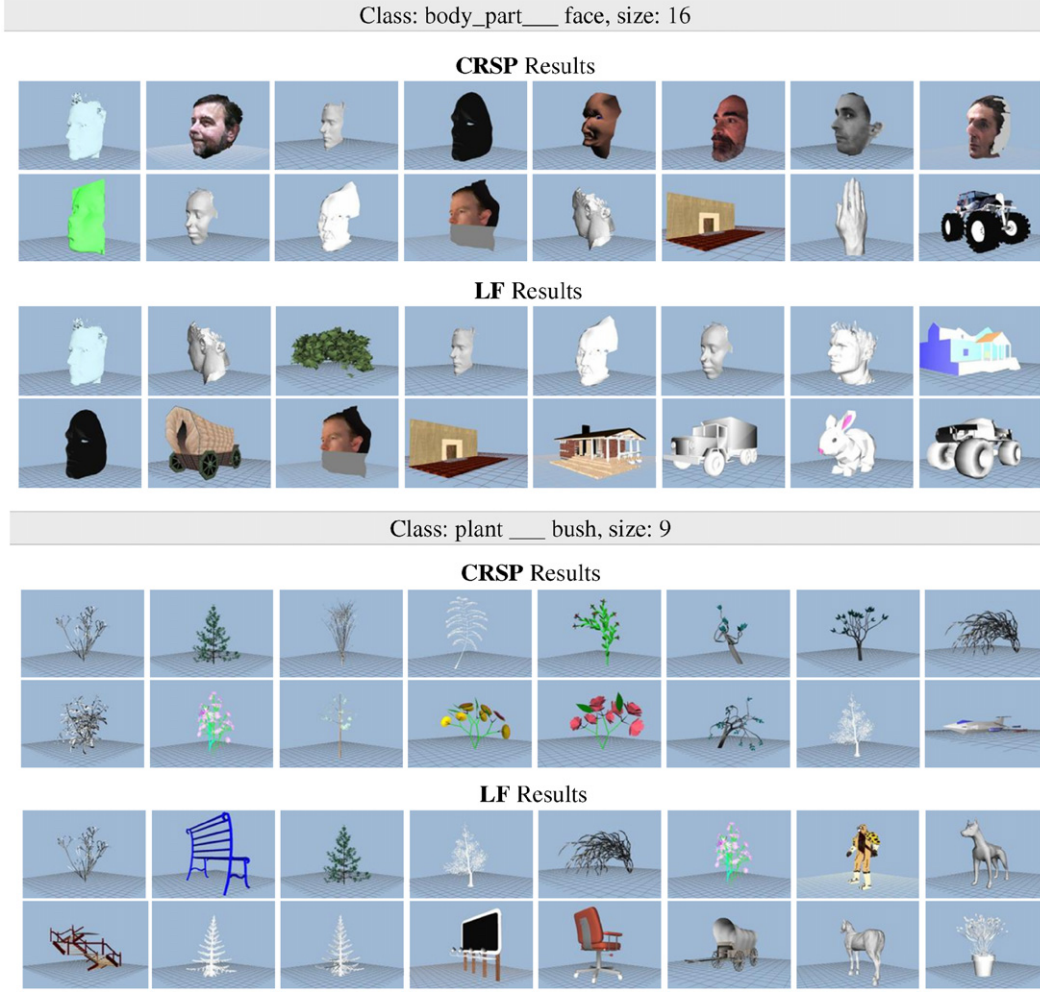 Class: body_part___ face, size: 16
CRSP Results
LF Results
Class: plant ___ bush, size: 9
CRSP Results
LF Results